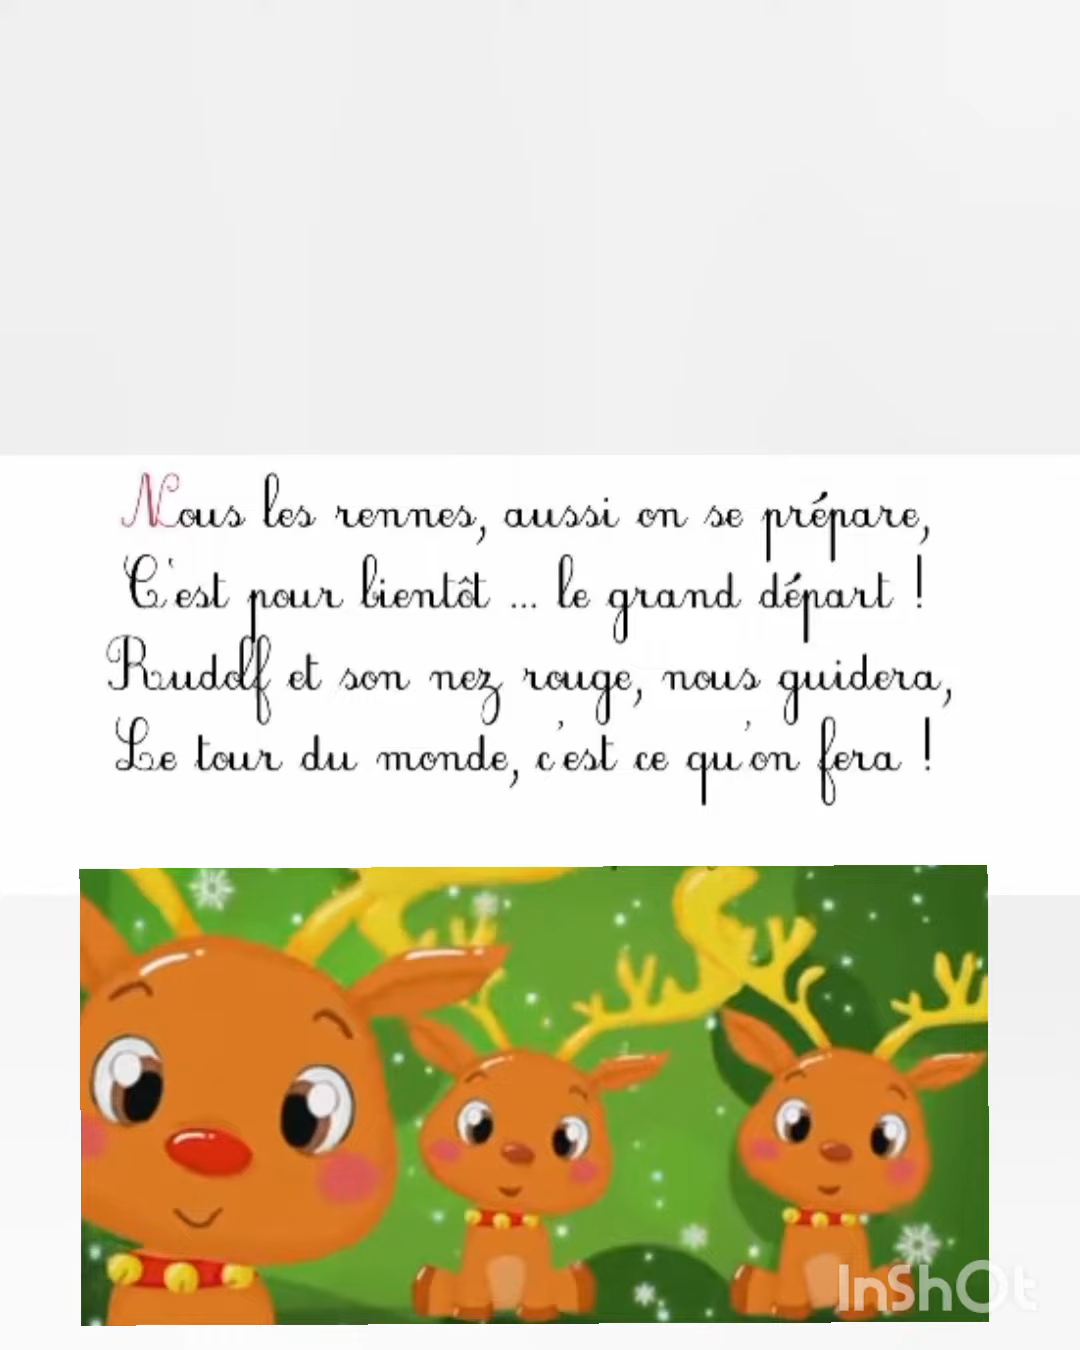 Nous les rennes, aussi on se prépare,
C'est pour bientôt ... le grand départ !
Rudolf et son nez rouge, nous guidera,
Le tour du monde, c'est ce qu'on fera !
InShOt